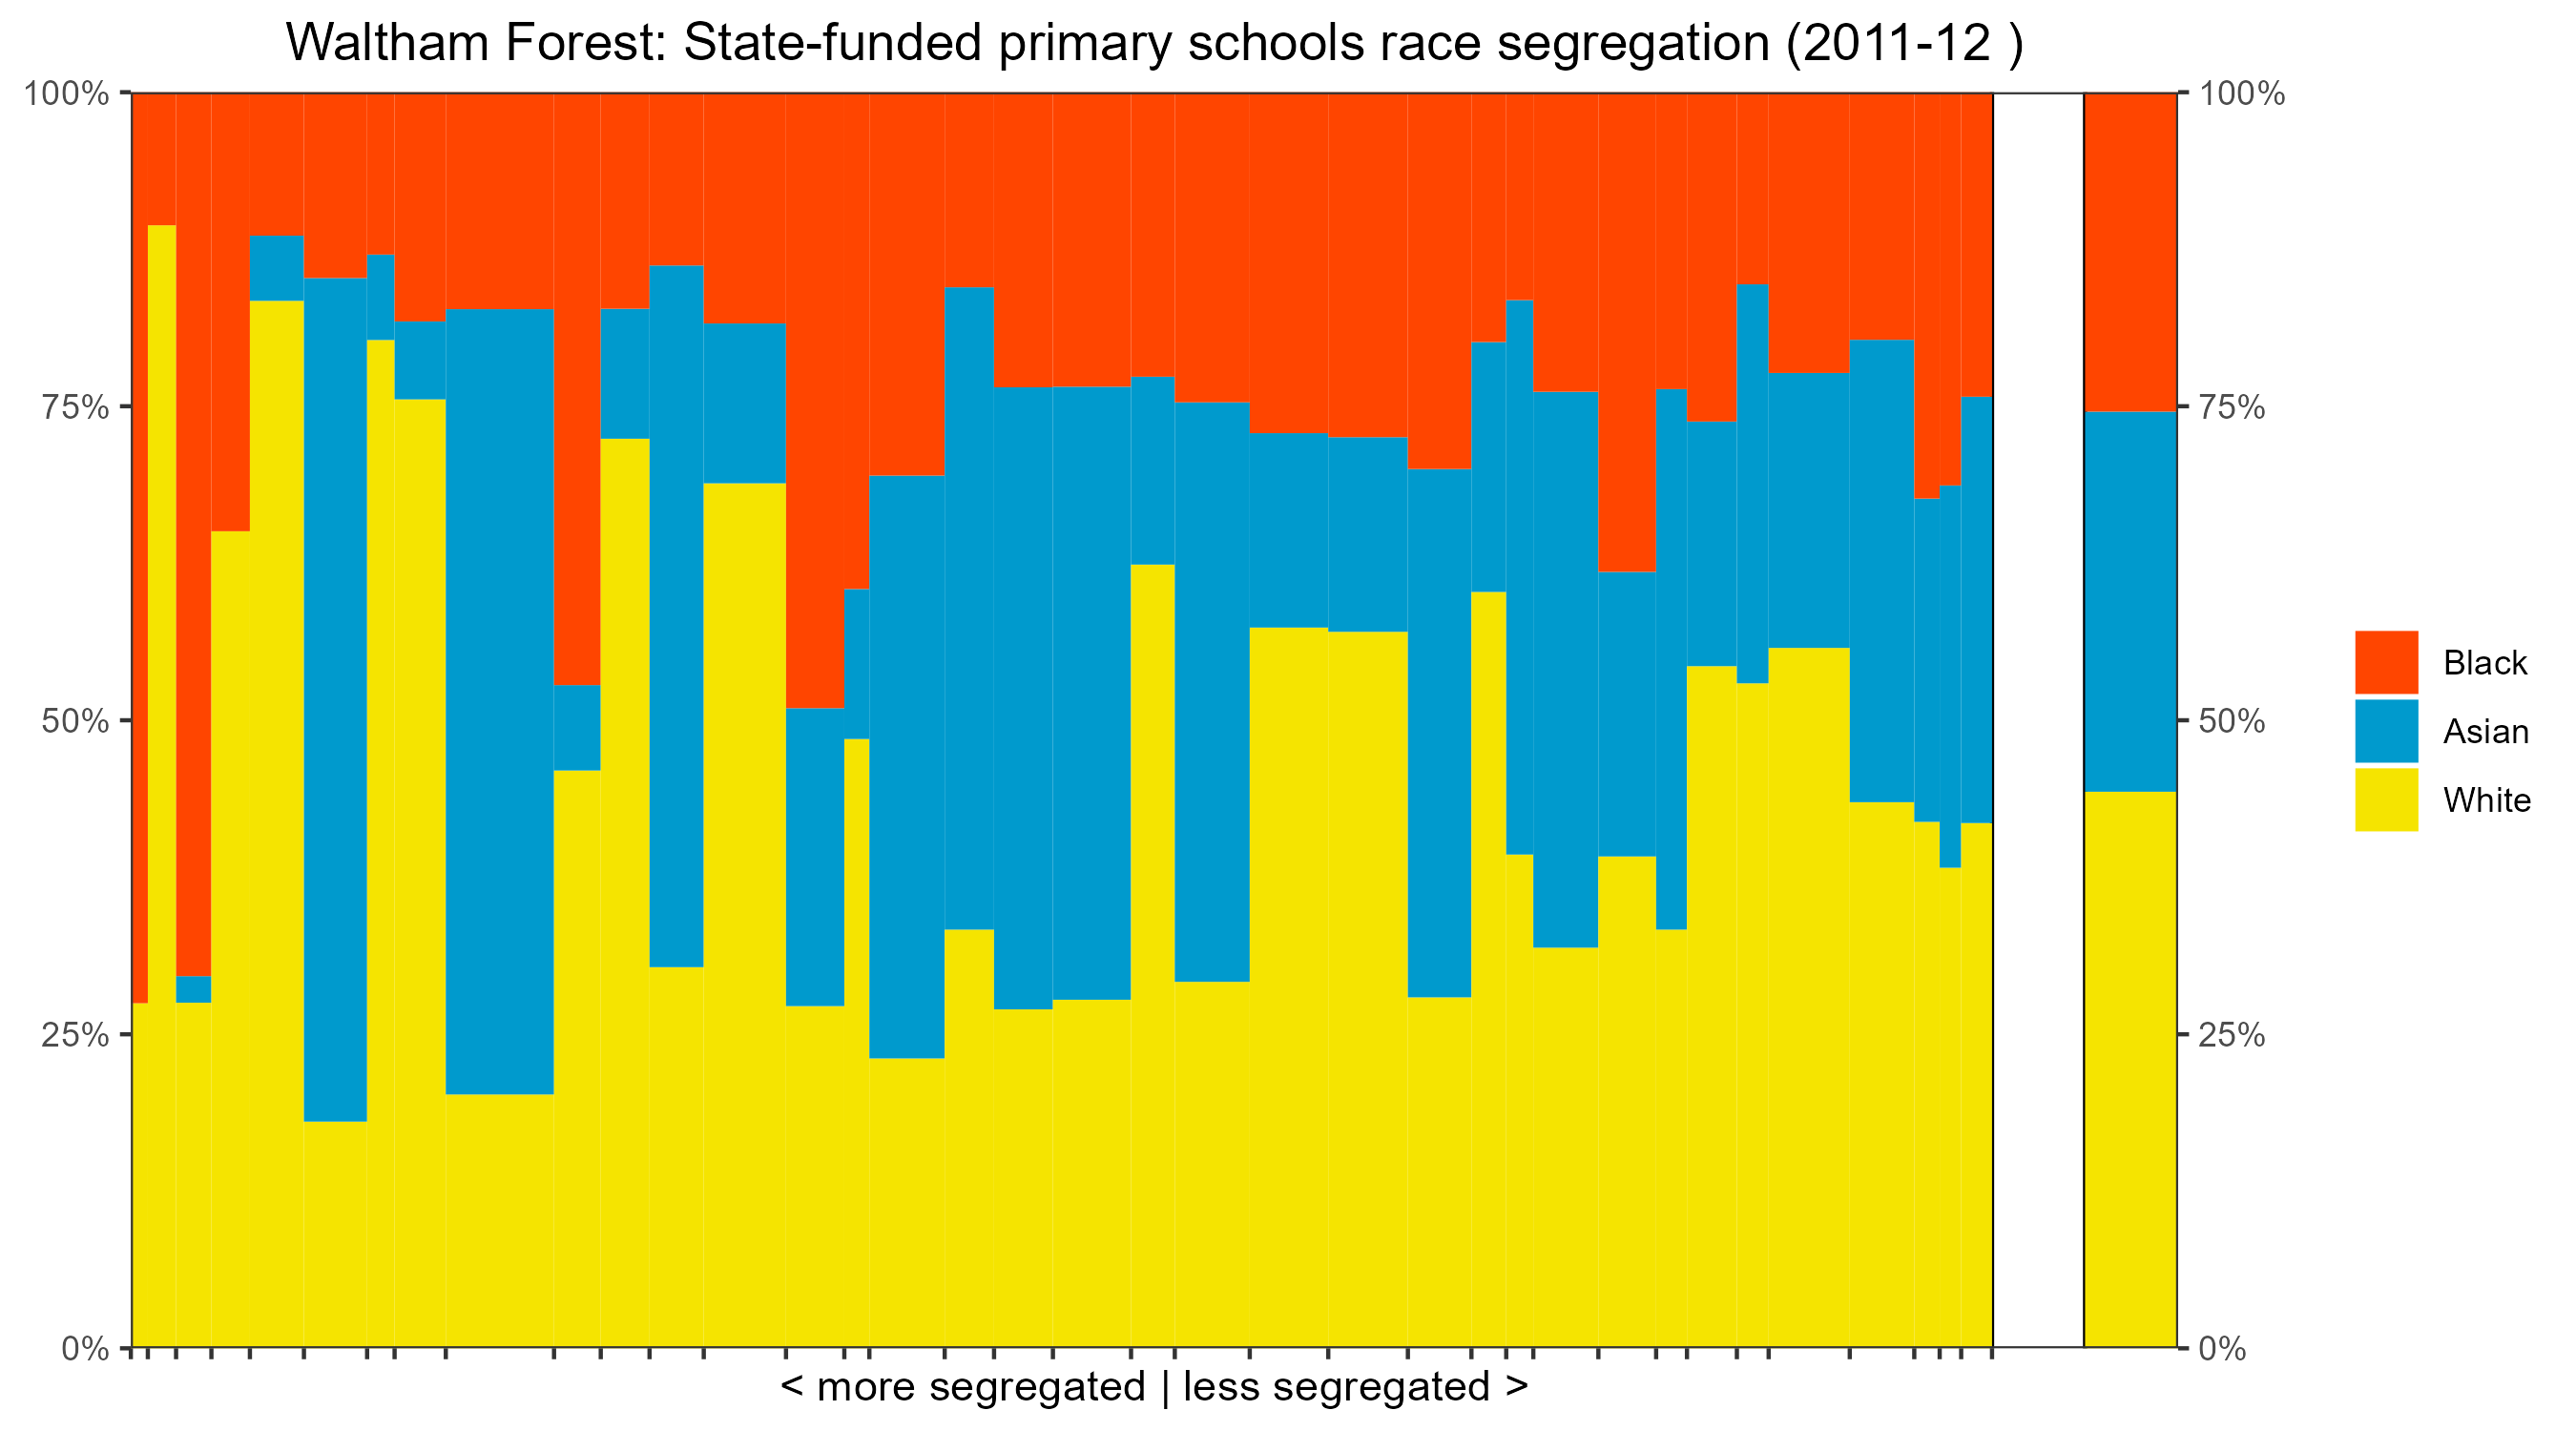 Waltham Forest: State-funded primary schools race segregation (2011-12 )
100%
75%
50%
25%
0%
100%
75%
50%
25%
0%
Black
Asian
White
< more segregated | less segregated >